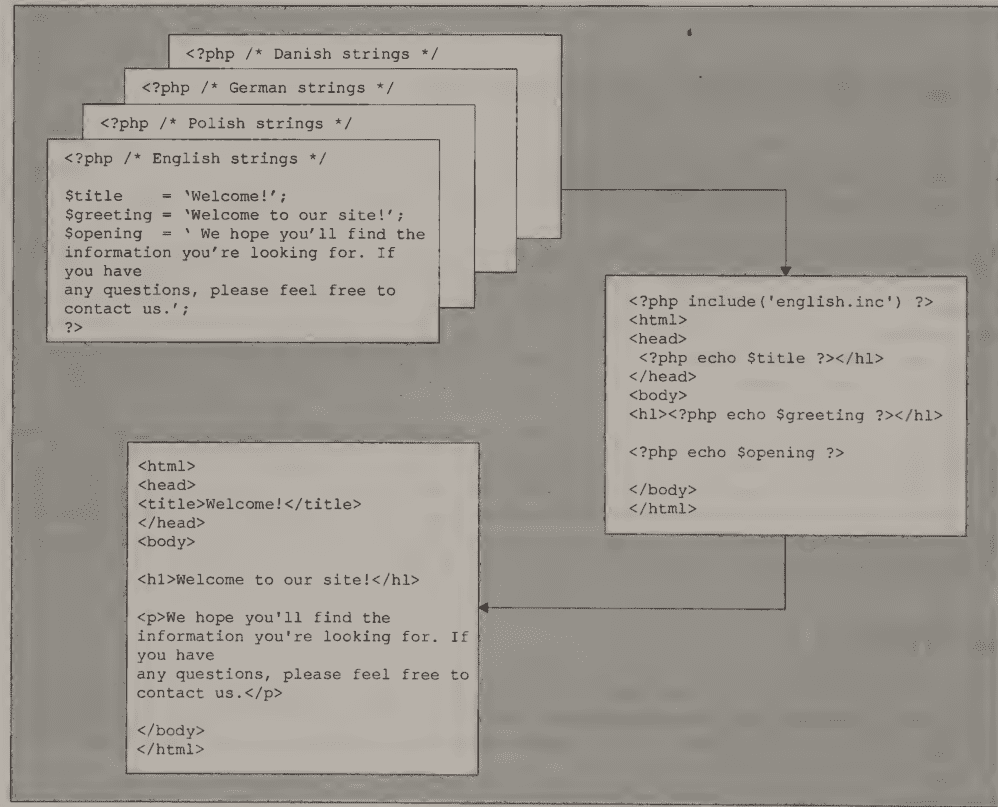 <?php /* Danish strings */
<?php /* German strings */
<?php /* Polish strings */
<?php /* English strings */
$title    = ‘Welcome!’;
$greeting = ‘Welcome to our site!’;
$opening  = ‘ We hope you’ll find the
information you’re looking for. If
you have
any questions, please feel free to
contact us.’;
?>
<?php include('english.inc') ?>
<html>
<head>
<?php echo $title ?></hl>
</head>
<body>
<hl><?php echo $greeting ?></hl>
<?php echo $opening ?>
</body>
</html>
<html>
<head>
<title>Welcome!</title>
</head>
<body>
<hl>Welcome to our site!</hl>
<p>We hope you'll find the
information you're looking for. If
you have
any questions, please feel free to
contact us.</p>
</body>
</html>